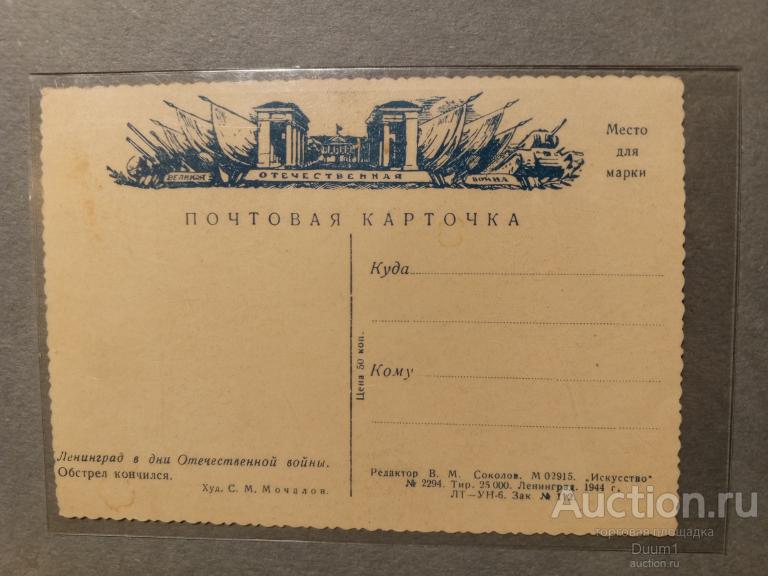 ВЕЛИКАЯ ОТЕЧЕСТВЕННАЯ ВОЙНА
Место
для
марки
ПОЧТОВАЯ КАРТОЧКА
Куда
Кому
Цена 50 коп.
Ленинград в дни Отечественной войны.
Обстрел кончился.
Худ. С. М. Мочалов.
Редактор В. М. Соколов. М 02915. „Искусство“
№ 2294. Тир. 25 000. Ленинград. 1944 г.
ЛТ—УН-6. Зак. №
Auction.ru
торговая площадка
Duum1
auction.ru